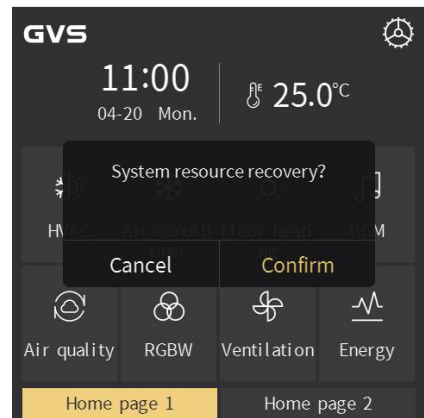 GVS
11:00
04-20 Mon.
25.0°C
System resource recovery?
Cancel
Confirm
Air quality
RGBW
Ventilation
Energy
Home page 1
Home page 2